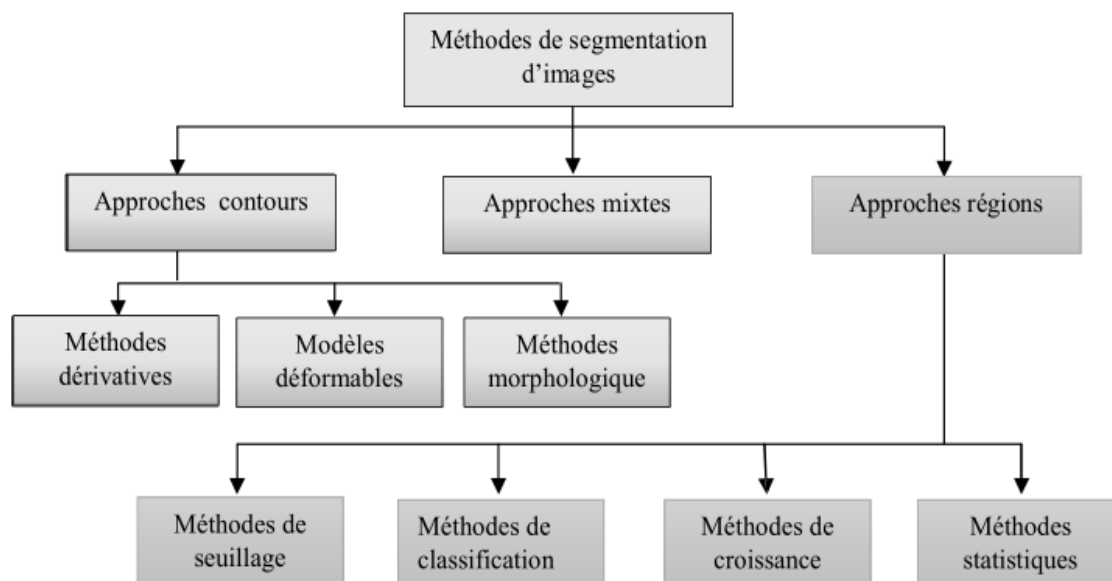 Méthodes de segmentation
d’images
Approches contours
Approches mixtes
Approches régions
Méthodes
dérivatives
Modèles
déformables
Méthodes
morphologique
Méthodes de
seuillage
Méthodes de
classification
Méthodes de
croissance
Méthodes
statistiques